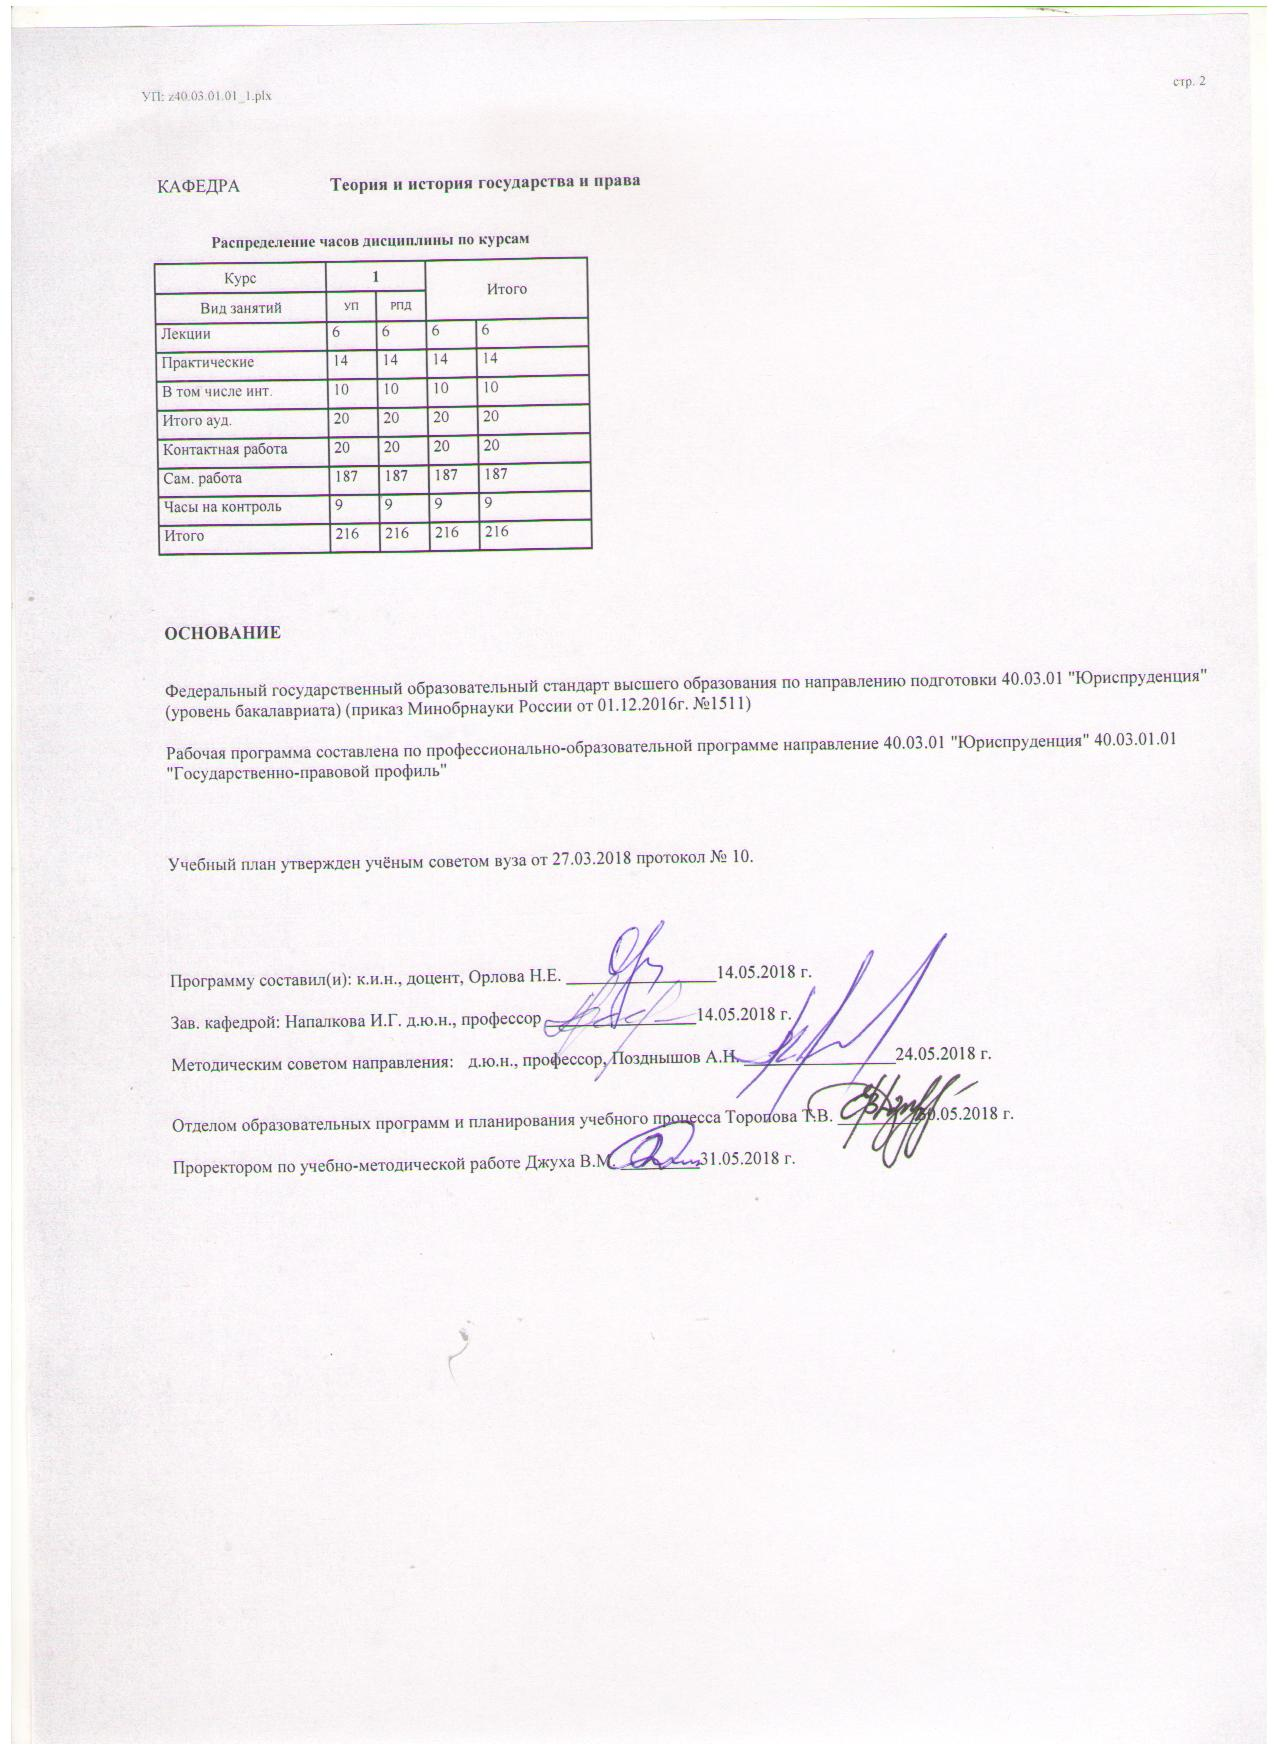 УП: z40.03.01.01_1.plx
стр. 2
КАФЕДРА Теория и история государства и права
Распределение часов дисциплины по курсам
Курс 1 Итого
Вид занятий УП РПД
Лекции 6 6 6 6
Практические 14 14 14 14
В том числе инт. 10 10 10 10
Итого ауд. 20 20 20 20
Контактная работа 20 20 20 20
Сам. работа 187 187 187 187
Часы на контроль 9 9 9 9
Итого 216 216 216 216
ОСНОВАНИЕ
Федеральный государственный образовательный стандарт высшего образования по направлению подготовки 40.03.01 "Юриспруденция"
(уровень бакалавриата) (приказ Минобрнауки России от 01.12.2016г. №1511)
Рабочая программа составлена по профессионально-образовательной программе направление 40.03.01 "Юриспруденция" 40.03.01.01
"Государственно-правовой профиль"
Учебный план утвержден учёным советом вуза от 27.03.2018 протокол № 10.
Программу составил(и): к.и.н., доцент, Орлова Н.Е. _________________14.05.2018 г.
Зав. кафедрой: Напалкова И.Г. д.ю.н., профессор _________________14.05.2018 г.
Методическим советом направления: д.ю.н., профессор, Позднышов А.Н. _________________24.05.2018 г.
Отделом образовательных программ и планирования учебного процесса Торопова Т.В. _________30.05.2018 г.
Проректором по учебно-методической работе Джуха В.М. _________31.05.2018 г.